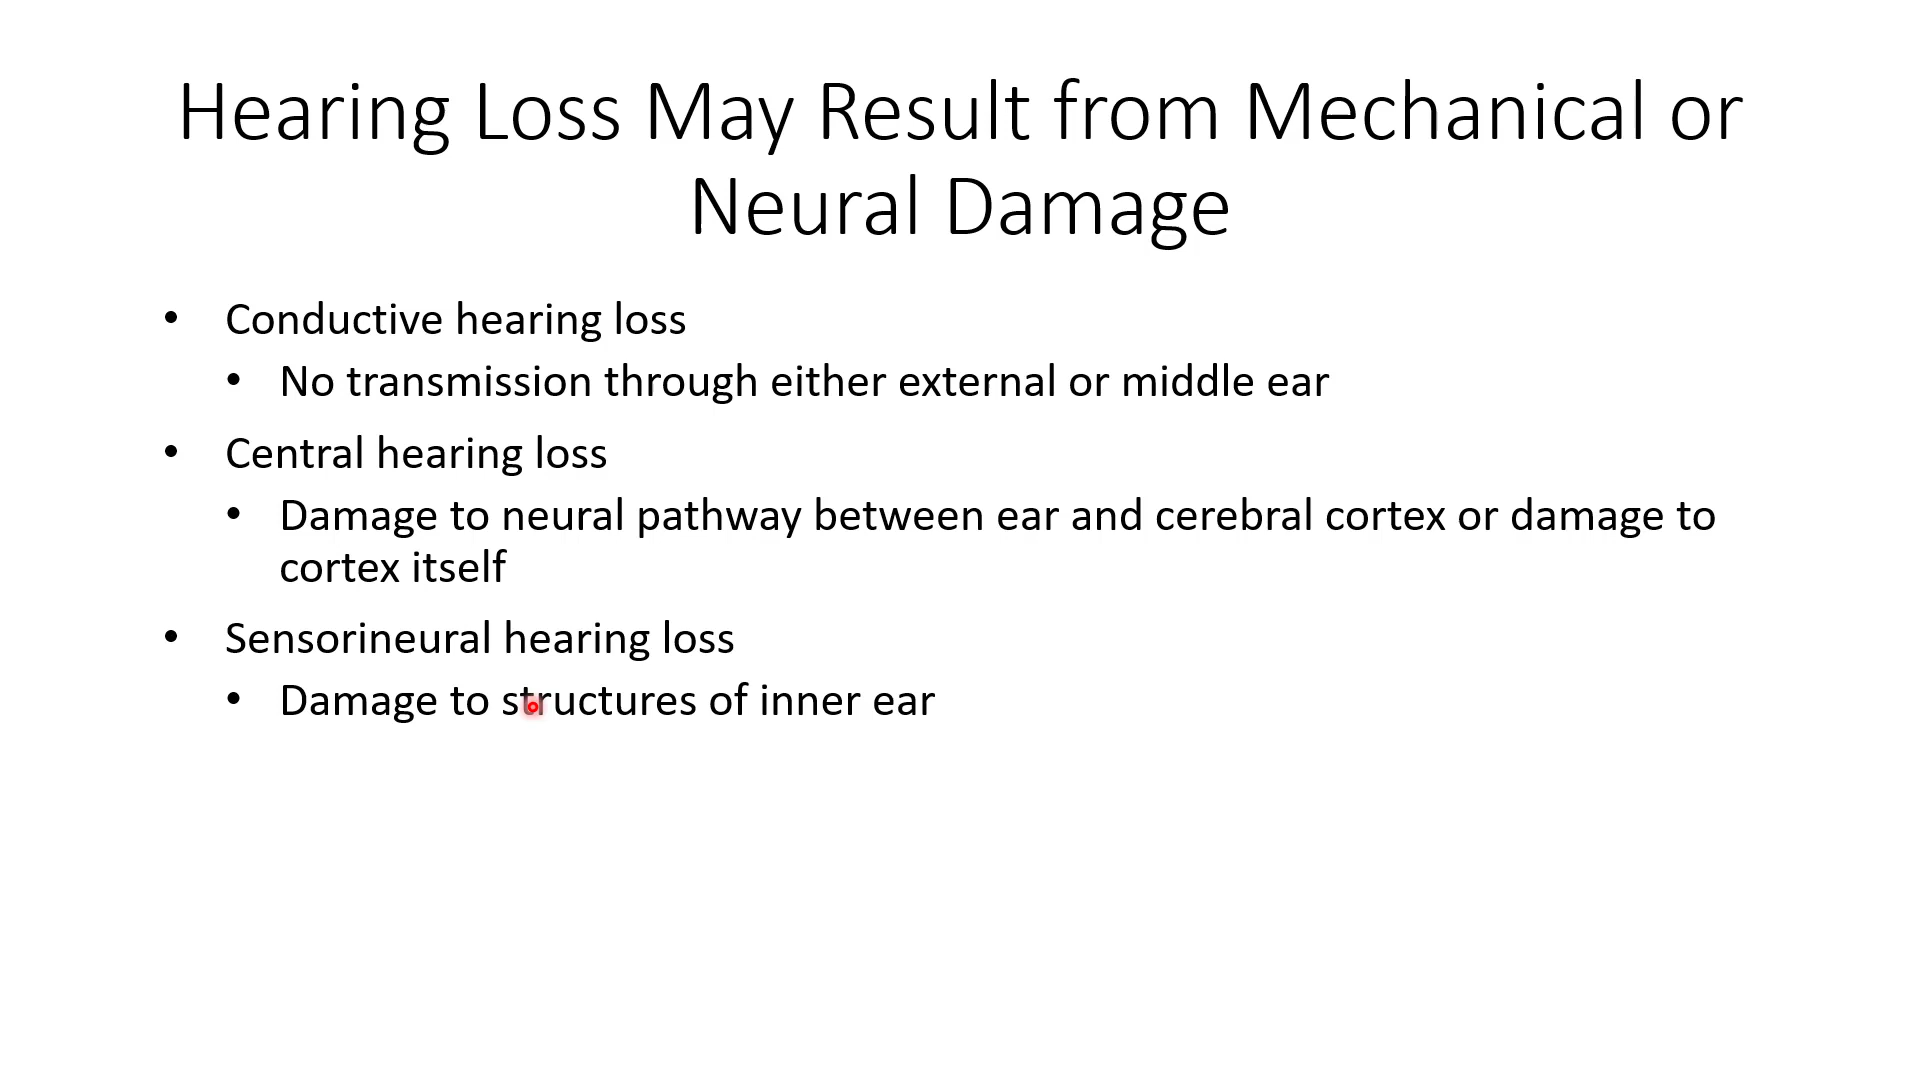 Hearing Loss May Result from Mechanical or
Neural Damage
• Conductive hearing loss
• No transmission through either external or middle ear
• Central hearing loss
• Damage to neural pathway between ear and cerebral cortex or damage to
cortex itself
• Sensorineural hearing loss
• Damage to structures of inner ear